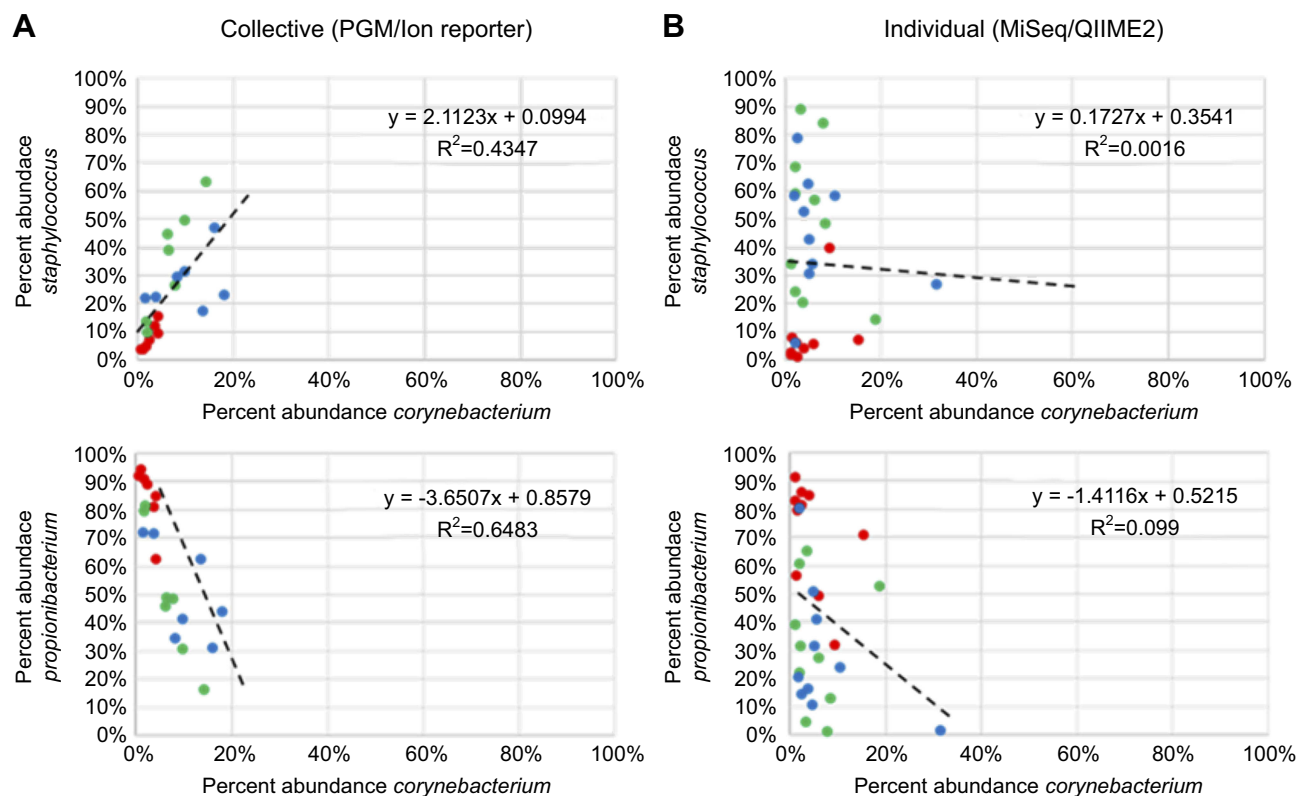 A
Collective (PGM/Ion reporter)
100%
90%
80%
70%
60%
50%
40%
30%
20%
10%
0%
Percent abundace
staphylococcus
y = 2.1123x + 0.0994
R²=0.4347
0%
20%
40%
60%
80%
100%
Percent abundance corynebacterium
B
Individual (MiSeq/QIIME2)
100%
90%
80%
70%
60%
50%
40%
30%
20%
10%
0%
Percent abundace
staphylococcus
y = 0.1727x + 0.3541
R²=0.0016
0%
20%
40%
60%
80%
100%
Percent abundance corynebacterium
100%
90%
80%
70%
60%
50%
40%
30%
20%
10%
0%
Percent abundace
propionibacterium
y = -3.6507x + 0.8579
R²=0.6483
0%
20%
40%
60%
80%
100%
Percent abundance corynebacterium
100%
90%
80%
70%
60%
50%
40%
30%
20%
10%
0%
Percent abundace
propionibacterium
y = -1.4116x + 0.5215
R²=0.099
0%
20%
40%
60%
80%
100%
Percent abundance corynebacterium